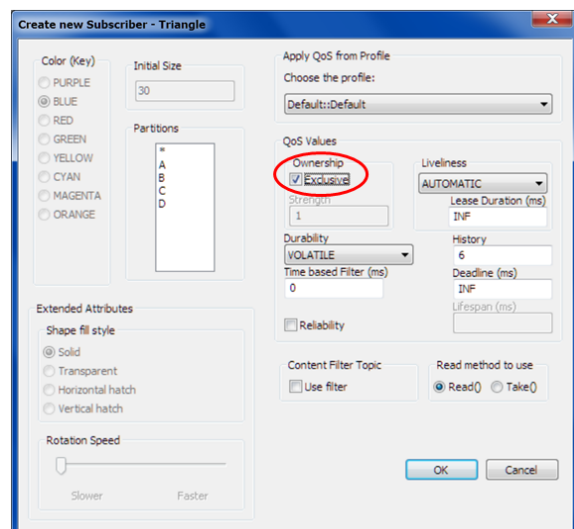 Create new Subscriber - Triangle
Color (Key)
PURPLE
BLUE
RED
GREEN
YELLOW
CYAN
MAGENTA
ORANGE
Initial Size
30
Partitions
*
A
B
C
D
Extended Attributes
Shape fill style
Solid
Transparent
Horizontal hatch
Vertical hatch
Rotation Speed
Slower Faster
Apply QoS from Profile
Choose the profile:
Default::Default
QoS Values
Ownership
Exclusive
Strength
1
Liveliness
AUTOMATIC
Lease Duration (ms)
INF
Durability
VOLATILE
Time based Filter (ms)
0
History
6
Deadline (ms)
INF
Lifespan (ms)
Reliability
Content Filter Topic
Use filter
Read method to use
Read() Take()
OK Cancel